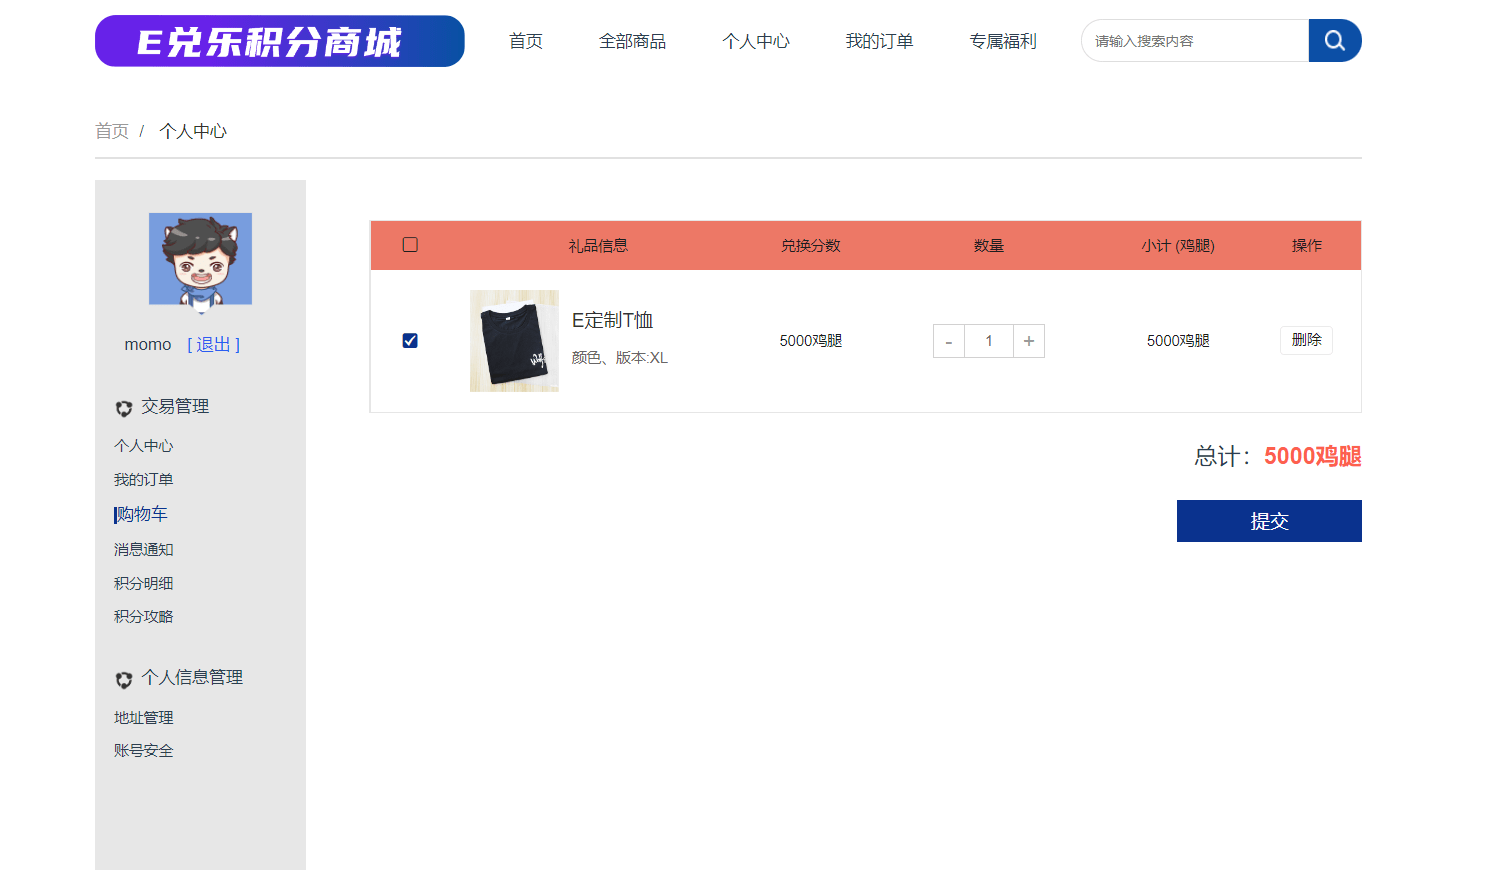 E兑乐积分商城
首页 全部商品 个人中心 我的订单 专属福利 请输入搜索内容
首页 / 个人中心
momo [ 退出 ]
交易管理
个人中心
我的订单
购物车
消息通知
积分明细
积分攻略
个人信息管理
地址管理
账号安全
礼品信息 兑换分数 数量 小计 (鸡腿) 操作
E定制T恤
颜色、版本:XL
5000鸡腿 - 1 + 5000鸡腿 删除
总计：5000鸡腿
提交